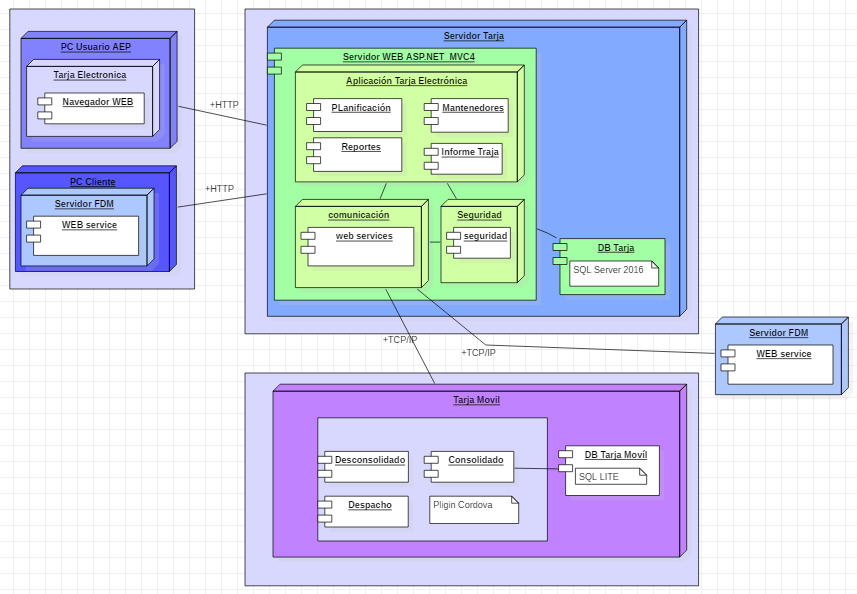 PC Usuario AEP
Tarja Electronica
Navegador WEB
+HTTP
PC Cliente
Servidor FDM
WEB service
+HTTP
Servidor Tarja
Servidor WEB ASP.NET MVC4
Aplicación Tarja Electrónica
PLanificación
Mantenedores
Reportes
Informe Traja
comunicación
web services
Seguridad
seguridad
DB Tarja
SQL Server 2016
+TCP/IP
+TCP/IP
Servidor FDM
WEB service
Tarja Movil
Desconsolidado
Consolidado
DB Tarja Movíl
SQL LITE
Despacho
Pligin Cordova